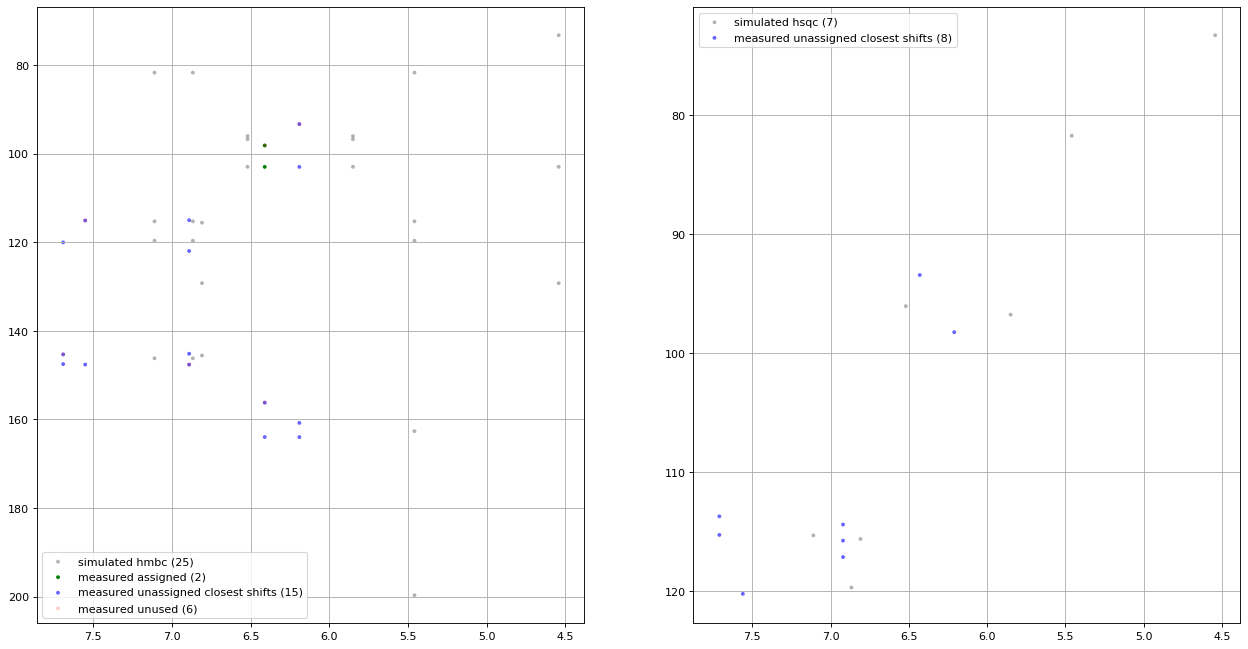 80
100
120
140
160
180
200
7.5 7.0 6.5 6.0 5.5 5.0 4.5
simulated hmbc (25)
measured assigned (2)
measured unassigned closest shifts (15)
measured unused (6)
simulated hsqc (7)
measured unassigned closest shifts (8)
80
90
100
110
120
7.5 7.0 6.5 6.0 5.5 5.0 4.5